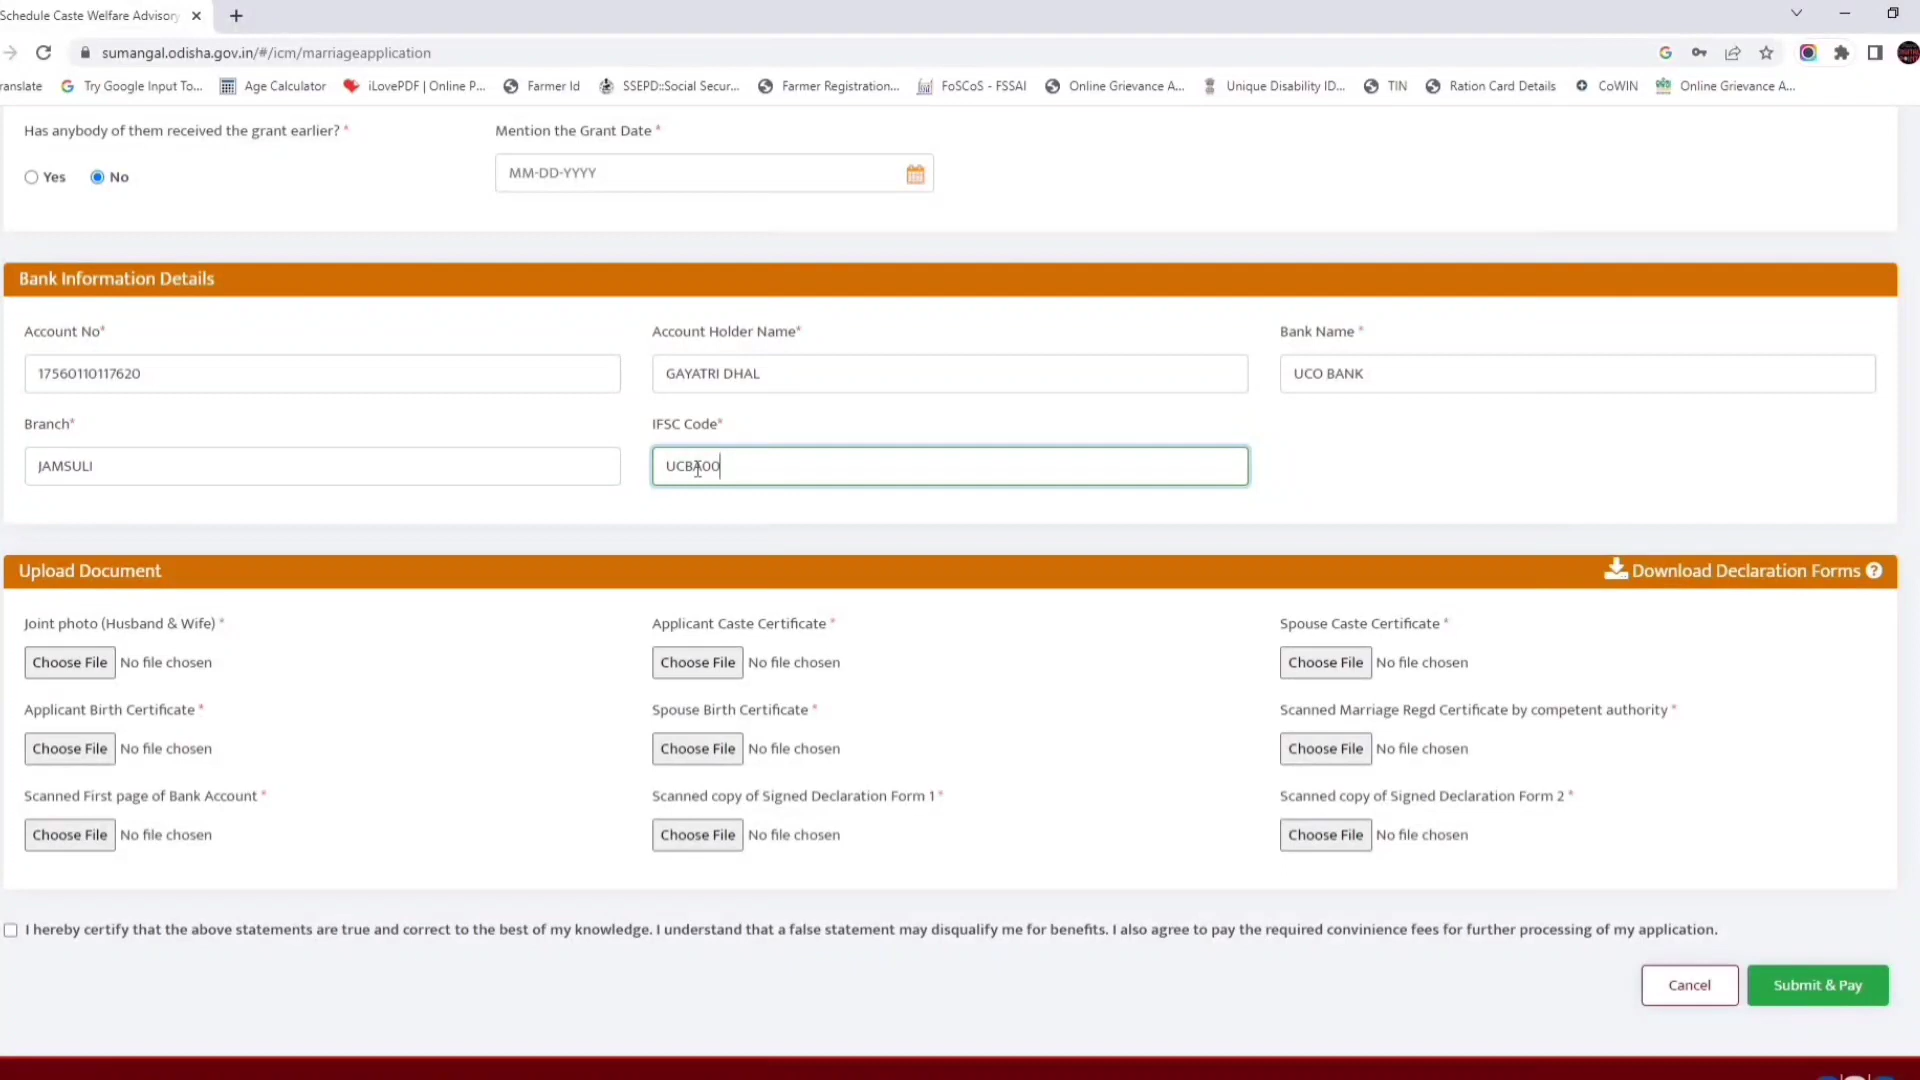 Schedule Caste Welfare Advisory
sumangal.odisha.gov.in/#/icm/marriageapplication
anslate Try Google Input To... Age Calculator iLovePDF | Online P... Farmer Id SSEPD::Social Secur... Farmer Registration... FoSCoS - FSSAI Online Grievance A... Unique Disability ID... TIN Ration Card Details CoWIN Online Grievance A...
Has anybody of them received the grant earlier? * Mention the Grant Date *
Yes No MM-DD-YYYY
Bank Information Details
Account No* Account Holder Name* Bank Name *
17560110117620 GAYATRI DHAL UCO BANK
Branch* IFSC Code*
JAMSULI UCBA00
Upload Document Download Declaration Forms ?
Joint photo (Husband & Wife) * Applicant Caste Certificate * Spouse Caste Certificate *
Choose File No file chosen Choose File No file chosen Choose File No file chosen
Applicant Birth Certificate * Spouse Birth Certificate * Scanned Marriage Regd Certificate by competent authority *
Choose File No file chosen Choose File No file chosen Choose File No file chosen
Scanned First page of Bank Account * Scanned copy of Signed Declaration Form 1 * Scanned copy of Signed Declaration Form 2 *
Choose File No file chosen Choose File No file chosen Choose File No file chosen
I hereby certify that the above statements are true and correct to the best of my knowledge. I understand that a false statement may disqualify me for benefits. I also agree to pay the required convinience fees for further processing of my application.
Cancel Submit & Pay